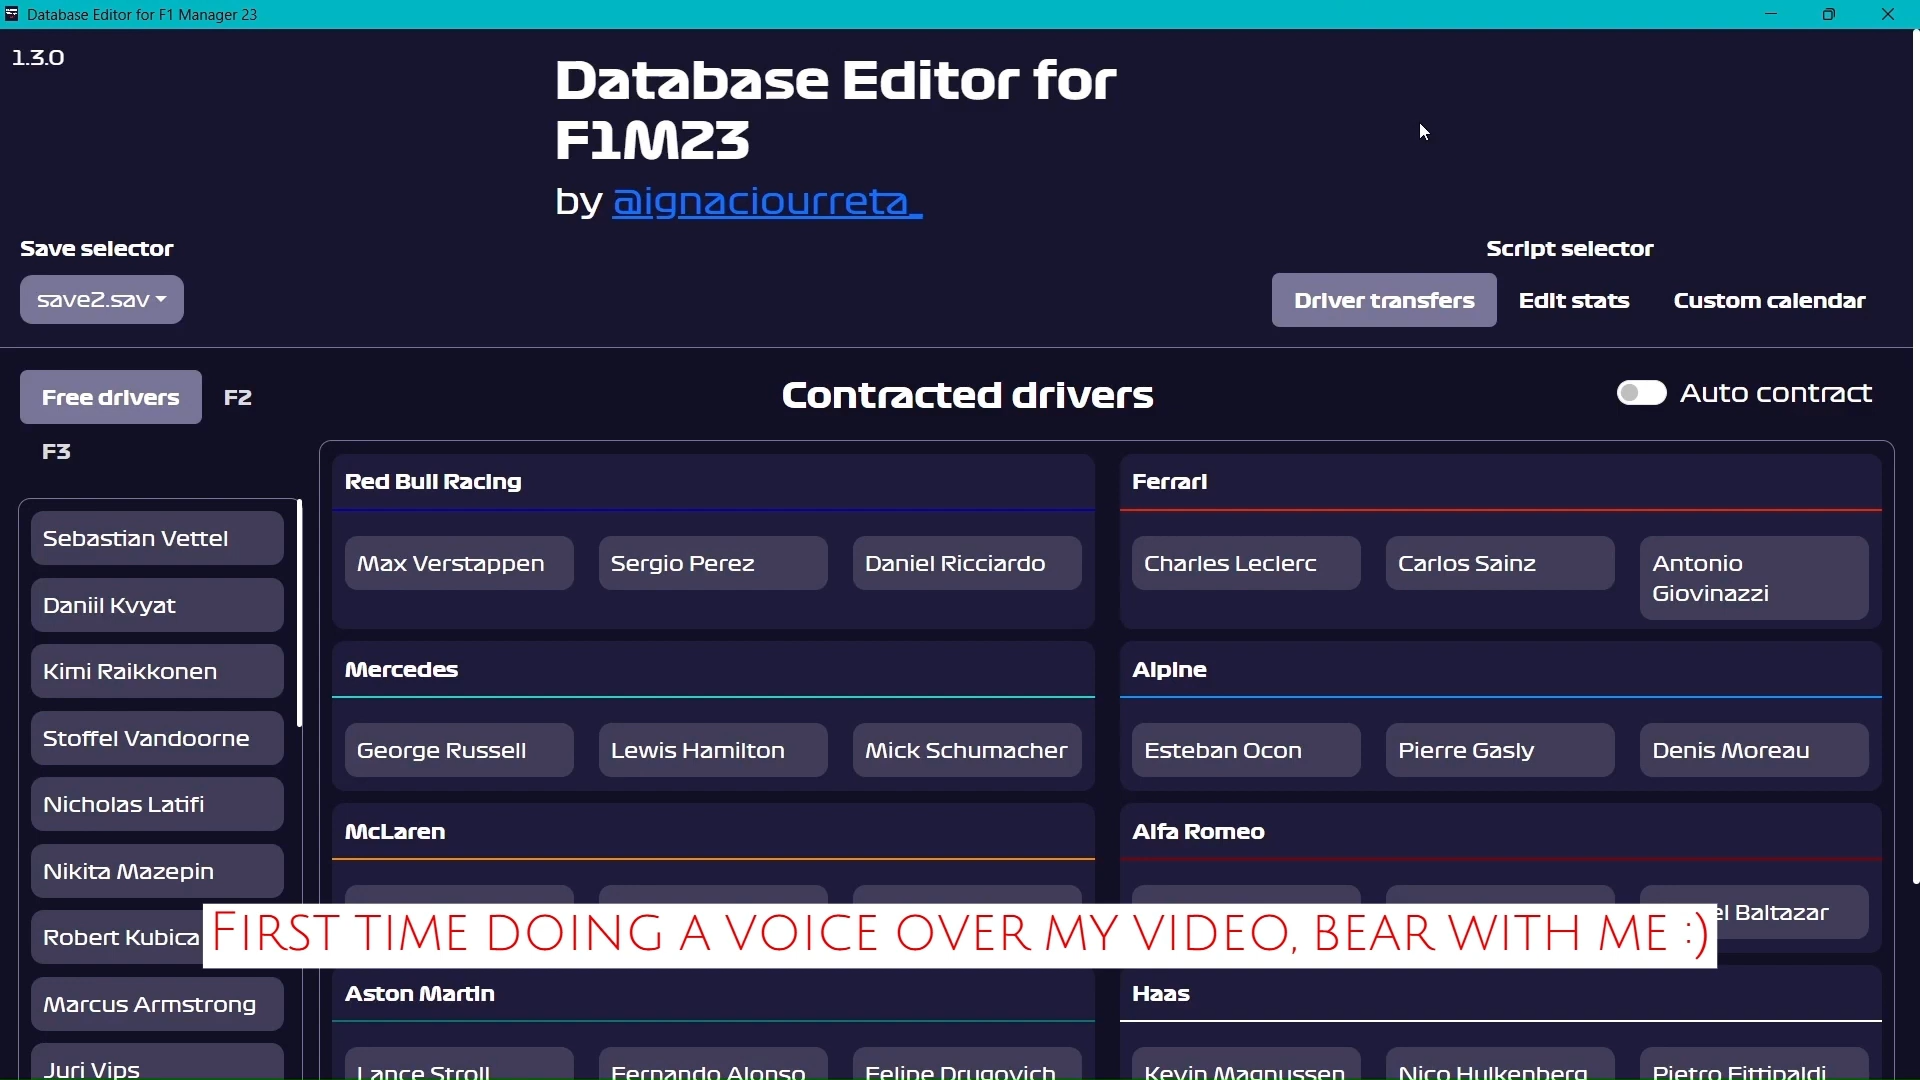 Database Editor for F1 Manager 23
1.3.0
Database Editor for
F1M23
by @ignaciourreta_
Save selector
Script selector
save2.sav
Driver transfers
Edit stats
Custom calendar
Free drivers
F2
F3
Contracted drivers
Auto contract
Sebastian Vettel
Daniil Kvyat
Kimi Raikkonen
Stoffel Vandoorne
Nicholas Latifi
Nikita Mazepin
Robert Kubica
Marcus Armstrong
Juri Vips
Red Bull Racing
Max Verstappen
Sergio Perez
Daniel Ricciardo
Ferrari
Charles Leclerc
Carlos Sainz
Antonio
Giovinazzi
Mercedes
George Russell
Lewis Hamilton
Mick Schumacher
Alpine
Esteban Ocon
Pierre Gasly
Denis Moreau
McLaren
Alfa Romeo
el Baltazar
First time doing a voice over my video, bear with me :)
Aston Martin
Lance Stroll
Fernando Alonso
Felipe Drugovich
Haas
Kevin Magnussen
Nico Hulkenberg
Pietro Fittipaldi